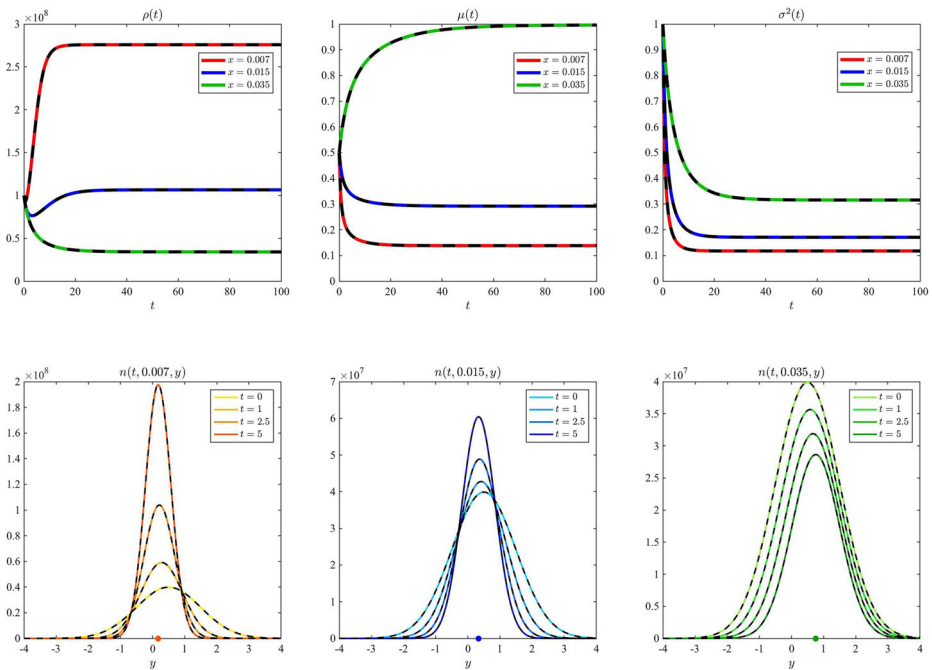 ×10⁸
ρ(t)
3
2.5
2
1.5
1
0.5
0
x = 0.007
x = 0.015
x = 0.035
0 20 40 60 80 100
t
μ(t)
1
0.9
0.8
0.7
0.6
0.5
0.4
0.3
0.2
0.1
0
x = 0.007
x = 0.015
x = 0.035
0 20 40 60 80 100
t
σ²(t)
1
0.9
0.8
0.7
0.6
0.5
0.4
0.3
0.2
0.1
0
x = 0.007
x = 0.015
x = 0.035
0 20 40 60 80 100
t
×10⁸
n(t, 0.007, y)
2
1.8
1.6
1.4
1.2
1
0.8
0.6
0.4
0.2
0
t = 0
t = 1
t = 2.5
t = 5
-4 -3 -2 -1 0 1 2 3 4
y
×10⁷
n(t, 0.015, y)
7
6
5
4
3
2
1
0
t = 0
t = 1
t = 2.5
t = 5
-4 -3 -2 -1 0 1 2 3 4
y
×10⁷
n(t, 0.035, y)
4
3.5
3
2.5
2
1.5
1
0.5
0
t = 0
t = 1
t = 2.5
t = 5
-4 -3 -2 -1 0 1 2 3 4
y